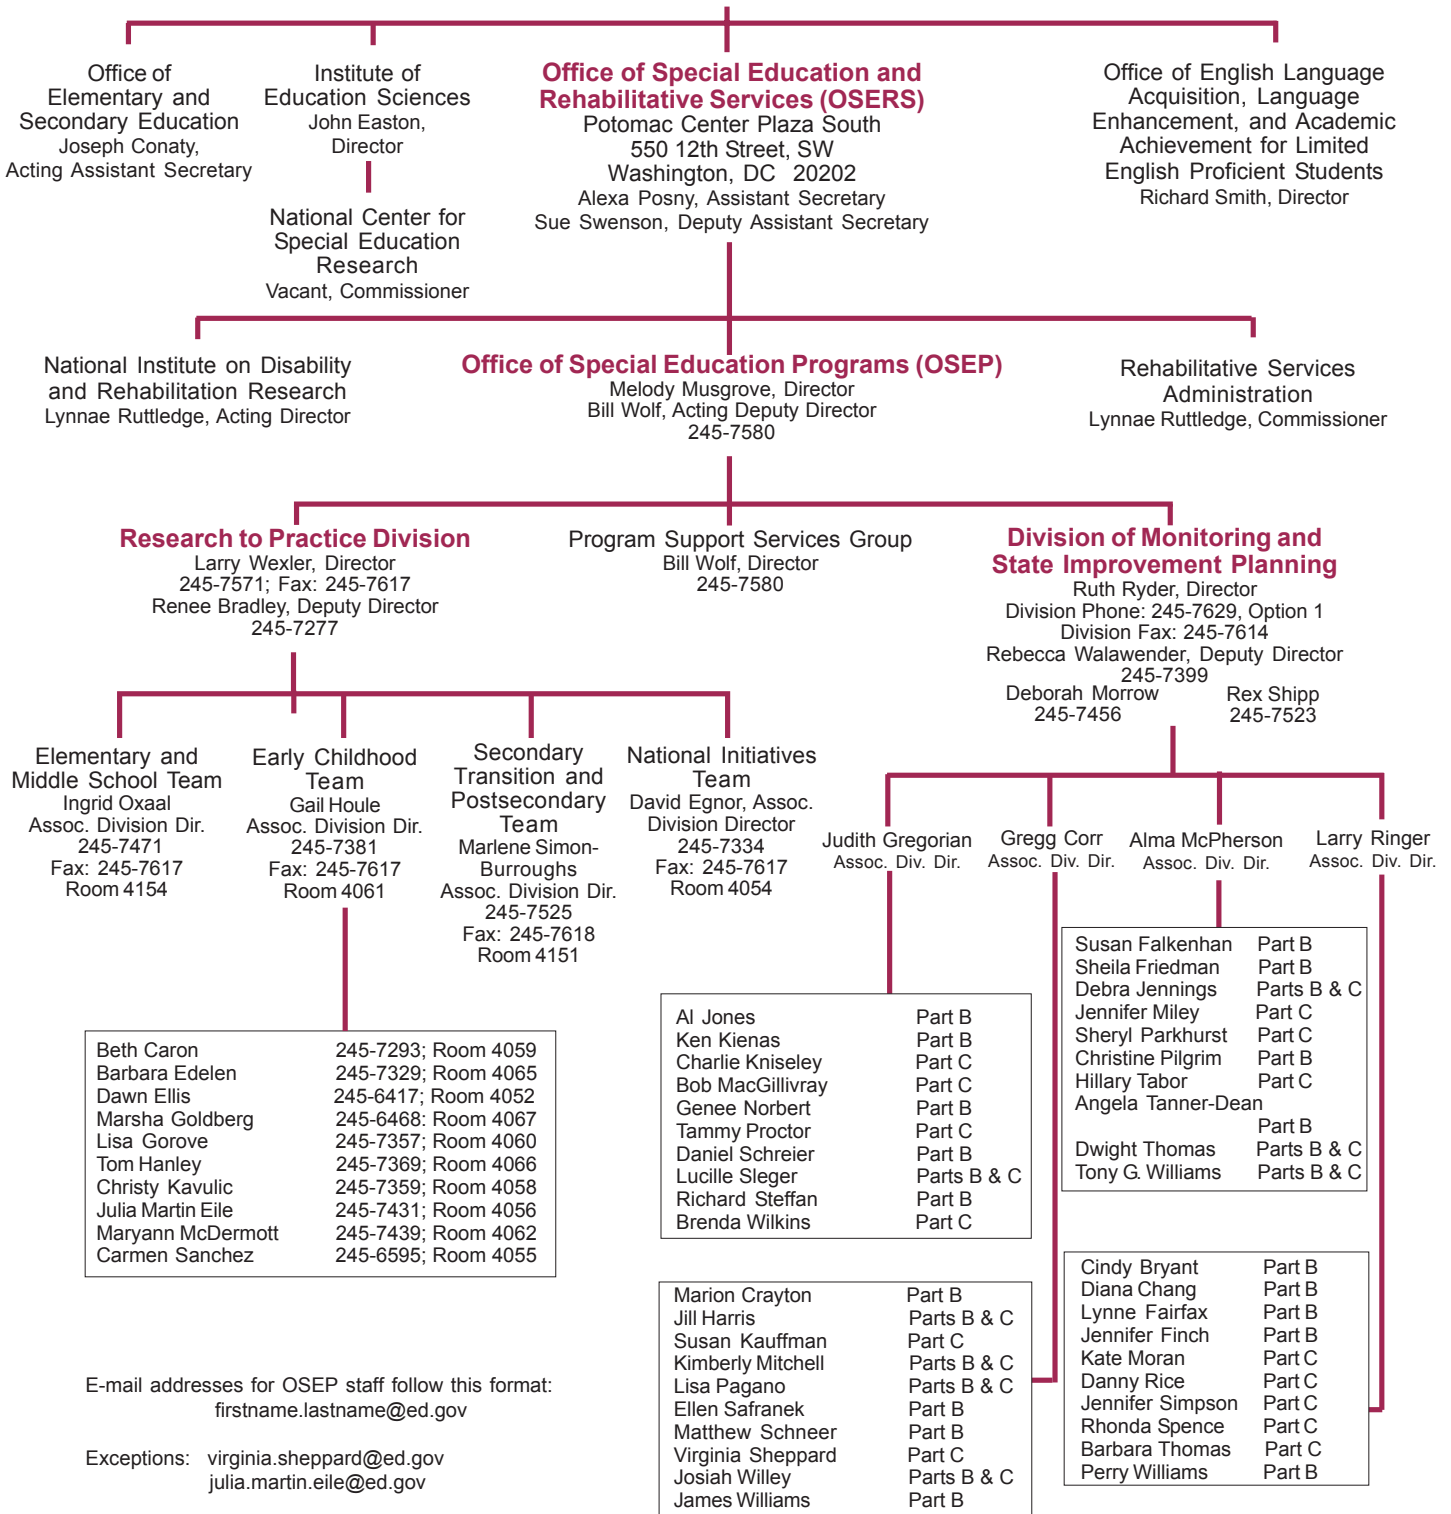 Office of
Elementary and
Secondary Education
Joseph Conaty,
Acting Assistant Secretary
Institute of
Education Sciences
John Easton,
Director
National Center for
Special Education
Research
Vacant, Commissioner
Office of Special Education and
Rehabilitative Services (OSERS)
Potomac Center Plaza South
550 12th Street, SW
Washington, DC 20202
Alexa Posny, Assistant Secretary
Sue Swenson, Deputy Assistant Secretary
Office of English Language
Acquisition, Language
Enhancement, and Academic
Achievement for Limited
English Proficient Students
Richard Smith, Director
National Institute on Disability
and Rehabilitation Research
Lynnae Ruttledge, Acting Director
Office of Special Education Programs (OSEP)
Melody Musgrove, Director
Bill Wolf, Acting Deputy Director
245-7580
Rehabilitative Services
Administration
Lynnae Ruttledge, Commissioner
Research to Practice Division
Larry Wexler, Director
245-7571; Fax: 245-7617
Renee Bradley, Deputy Director
245-7277
Program Support Services Group
Bill Wolf, Director
245-7580
Division of Monitoring and
State Improvement Planning
Ruth Ryder, Director
Division Phone: 245-7629, Option 1
Division Fax: 245-7614
Rebecca Walawender, Deputy Director
245-7399
Deborah Morrow
245-7456
Rex Shipp
245-7523
Elementary and
Middle School Team
Ingrid Oxaal
Assoc. Division Dir.
245-7471
Fax: 245-7617
Room 4154
Early Childhood
Team
Gail Houle
Assoc. Division Dir.
245-7381
Fax: 245-7617
Room 4061
Secondary
Transition and
Postsecondary
Team
Marlene Simon-
Burroughs
Assoc. Division Dir.
245-7525
Fax: 245-7618
Room 4151
National Initiatives
Team
David Egnor, Assoc.
Division Director
245-7334
Fax: 245-7617
Room 4054
Judith Gregorian
Assoc. Div. Dir.
Gregg Corr
Assoc. Div. Dir.
Alma McPherson
Assoc. Div. Dir.
Larry Ringer
Assoc. Div. Dir.
Beth Caron 245-7293; Room 4059
Barbara Edelen 245-7329; Room 4065
Dawn Ellis 245-6417; Room 4052
Marsha Goldberg 245-6468: Room 4067
Lisa Gorove 245-7357; Room 4060
Tom Hanley 245-7369; Room 4066
Christy Kavulic 245-7359; Room 4058
Julia Martin Eile 245-7431; Room 4056
Maryann McDermott 245-7439; Room 4062
Carmen Sanchez 245-6595; Room 4055
Al Jones Part B
Ken Kienas Part B
Charlie Kniseley Part C
Bob MacGillivray Part C
Genee Norbert Part B
Tammy Proctor Part C
Daniel Schreier Part B
Lucille Sleger Parts B & C
Richard Steffan Part B
Brenda Wilkins Part C
Susan Falkenhan Part B
Sheila Friedman Part B
Debra Jennings Parts B & C
Jennifer Miley Part C
Sheryl Parkhurst Part C
Christine Pilgrim Part B
Hillary Tabor Part C
Angela Tanner-Dean
Part B
Dwight Thomas Parts B & C
Tony G. Williams Parts B & C
Marion Crayton Part B
Jill Harris Parts B & C
Susan Kauffman Part C
Kimberly Mitchell Parts B & C
Lisa Pagano Parts B & C
Ellen Safranek Part B
Matthew Schneer Part B
Virginia Sheppard Part C
Josiah Willey Parts B & C
James Williams Part B
Cindy Bryant Part B
Diana Chang Part B
Lynne Fairfax Part B
Jennifer Finch Part B
Kate Moran Part C
Danny Rice Part C
Jennifer Simpson Part C
Rhonda Spence Part C
Barbara Thomas Part C
Perry Williams Part B
E-mail addresses for OSEP staff follow this format:
firstname.lastname@ed.gov
Exceptions: virginia.sheppard@ed.gov
julia.martin.eile@ed.gov